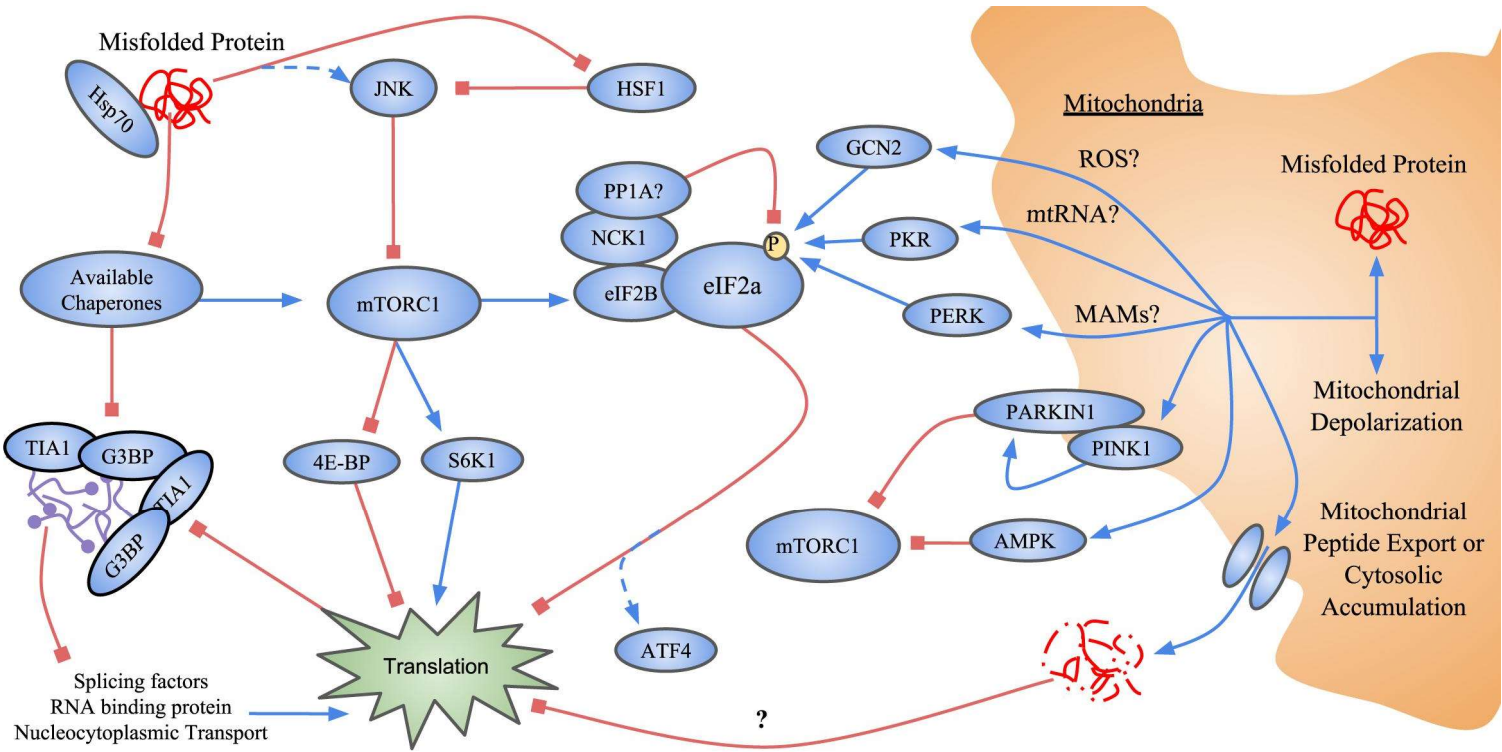 Misfolded Protein
Hsp70
JNK
HSF1
Mitochondria
GCN2
ROS?
Misfolded Protein
PP1A?
mtRNA?
NCK1
P
PKR
Available
Chaperones
mTORC1
eIF2B
eIF2a
PERK
MAMs?
Mitochondrial
Depolarization
PARKIN1
PINK1
TIA1
G3BP
TIA1
G3BP
4E-BP
S6K1
mTORC1
AMPK
Mitochondrial
Peptide Export or
Cytosolic
Accumulation
ATF4
Translation
Splicing factors
RNA binding protein
Nucleocytoplasmic Transport
?